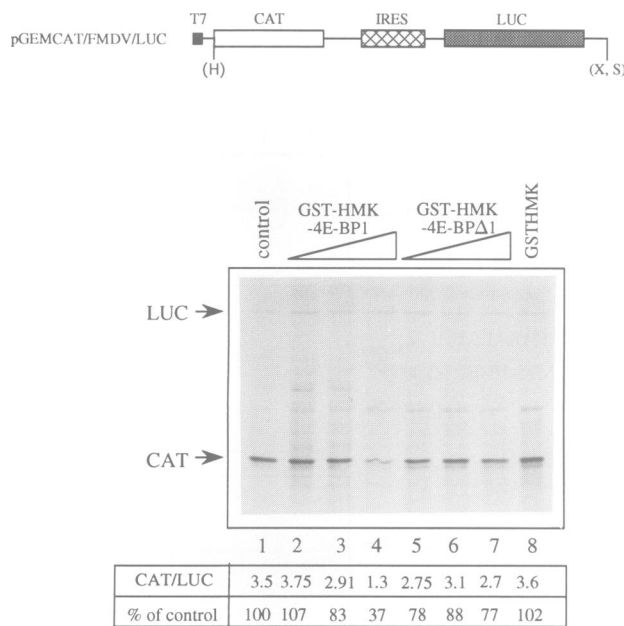 T7 CAT IRES LUC
pGEMCAT/FMDV/LUC
(H) (X, S)
control
GST-HMK
-4E-BP1
GST-HMK
-4E-BPΔ1
GSTHMK
LUC
CAT
1 2 3 4 5 6 7 8
CAT/LUC 3.5 3.75 2.91 1.3 2.75 3.1 2.7 3.6
% of control 100 107 83 37 78 88 77 102